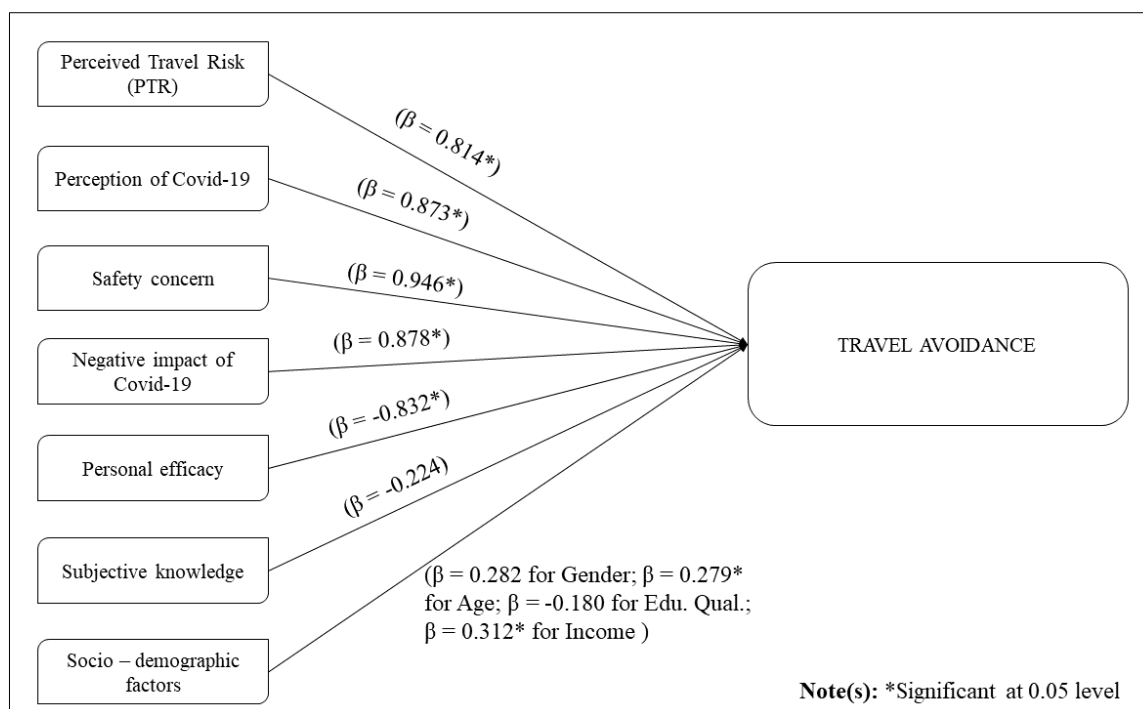 Perceived Travel Risk
(PTR)
(β = 0.814*)
Perception of Covid-19
(β = 0.873*)
Safety concern
(β = 0.946*)
Negative impact of
Covid-19
(β = 0.878*)
Personal efficacy
(β = -0.832*)
Subjective knowledge
(β = -0.224)
Socio – demographic
factors
(β = 0.282 for Gender; β = 0.279*
for Age; β = -0.180 for Edu. Qual.;
β = 0.312* for Income )
TRAVEL AVOIDANCE
Note(s): *Significant at 0.05 level